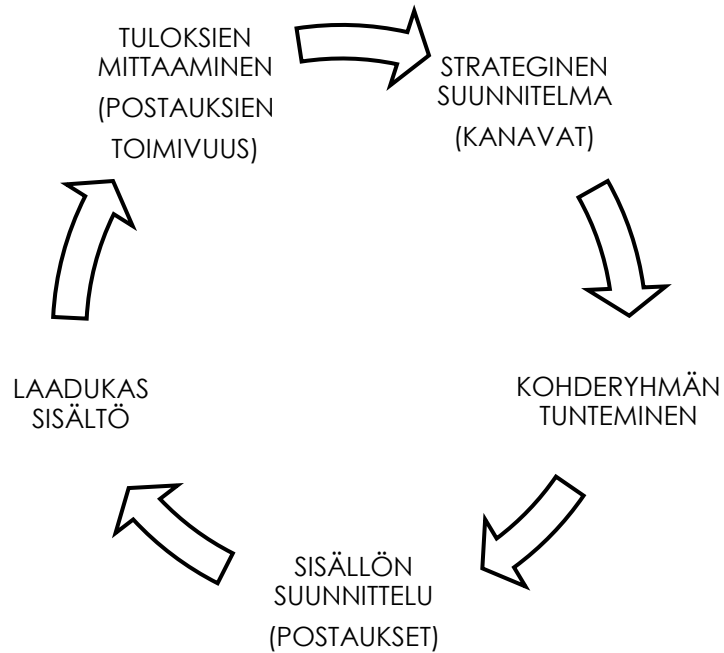 TULOKSIEN
MITTAAMINEN
(POSTAUKSIEN
TOIMIVUUS)
STRATEGINEN
SUUNNITELMA
(KANAVAT)
KOHDERYHMÄN
TUNTEMINEN
SISÄLLÖN
SUUNNITTELU
(POSTAUKSET)
LAADUKAS
SISÄLTÖ